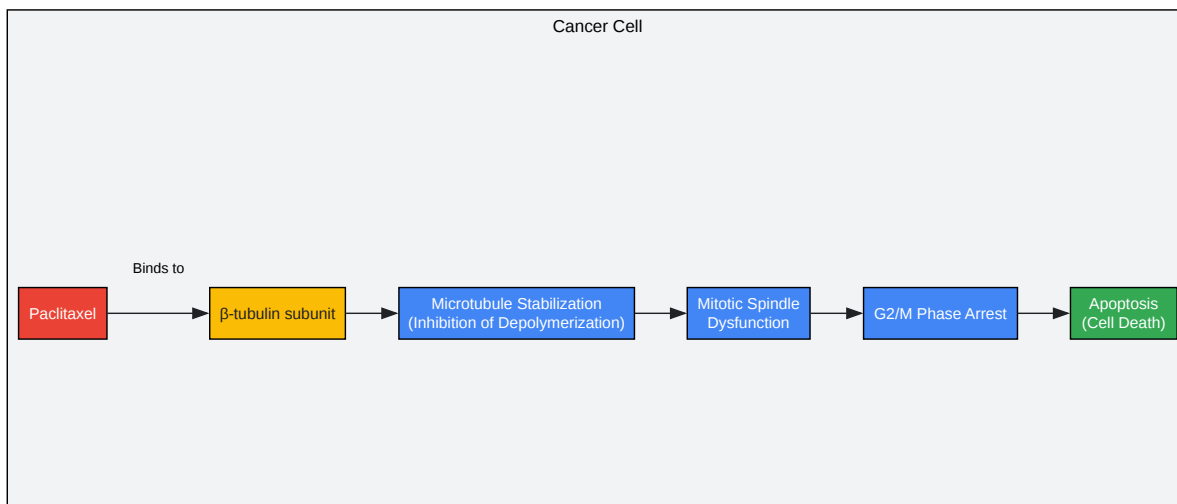 Cancer Cell
Binds to
Paclitaxel
β-tubulin subunit
Microtubule Stabilization
(Inhibition of Depolymerization)
Mitotic Spindle
Dysfunction
G2/M Phase Arrest
Apoptosis
(Cell Death)